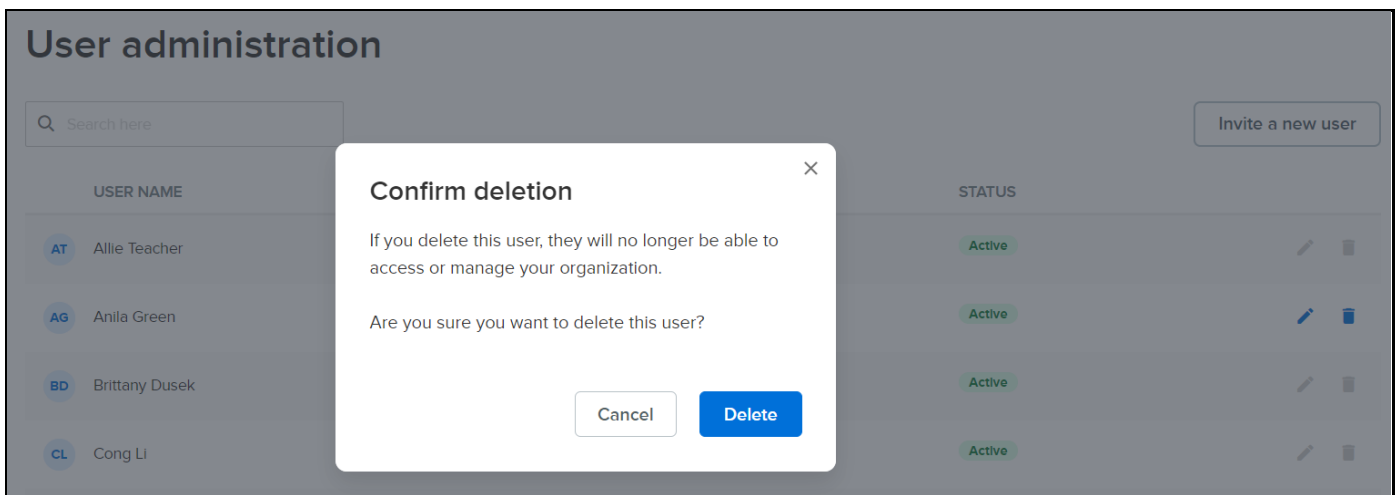 User administration
Search here
Invite a new user
USER NAME
STATUS
Confirm deletion
If you delete this user, they will no longer be able to
access or manage your organization.
Are you sure you want to delete this user?
Cancel
Delete
AT Allie Teacher Active
AG Anila Green Active
BD Brittany Dusek Active
CL Cong Li Active